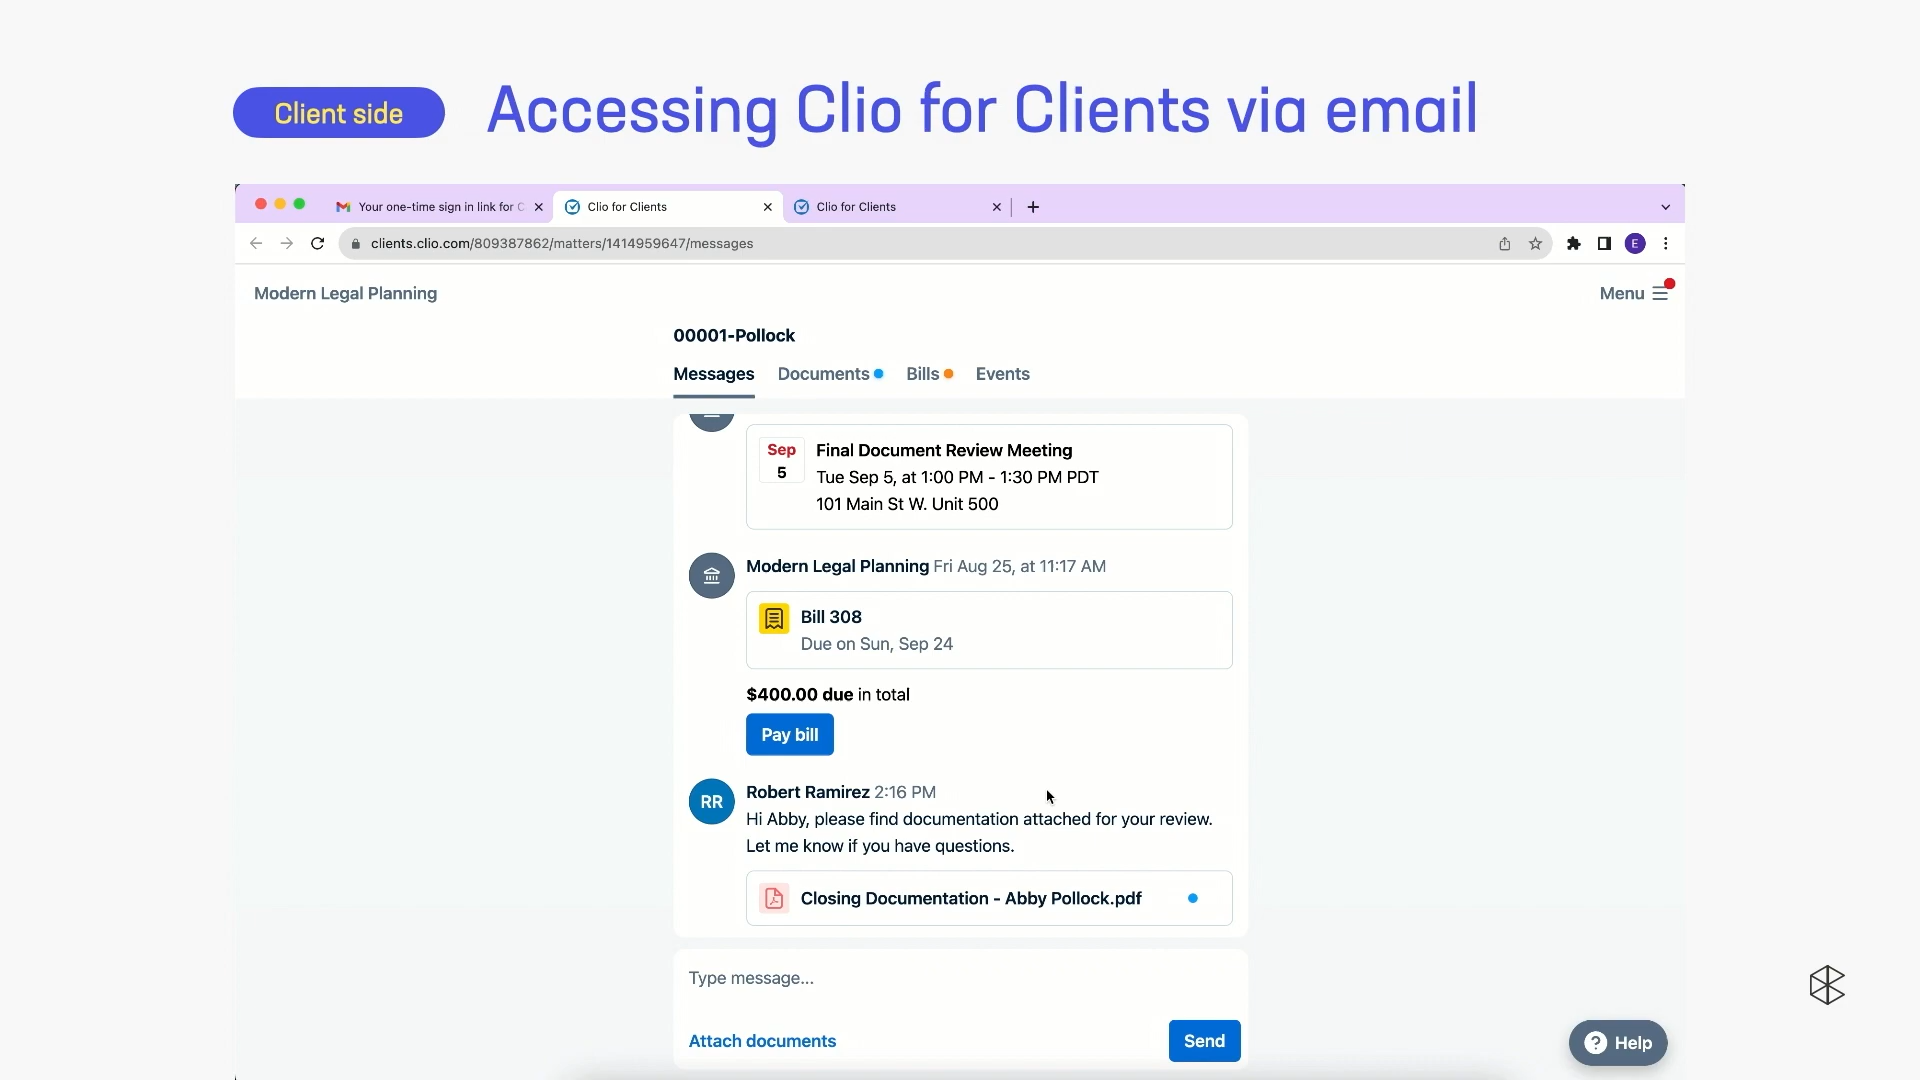 Client side
Accessing Clio for Clients via email
Your one-time sign in link for C
Clio for Clients
Clio for Clients
clients.clio.com/809387862/matters/1414959647/messages
E
Modern Legal Planning
Menu
00001-Pollock
Messages
Documents
Bills
Events
Sep
5
Final Document Review Meeting
Tue Sep 5, at 1:00 PM - 1:30 PM PDT
101 Main St W. Unit 500
Modern Legal Planning Fri Aug 25, at 11:17 AM
Bill 308
Due on Sun, Sep 24
$400.00 due in total
Pay bill
RR
Robert Ramirez 2:16 PM
Hi Abby, please find documentation attached for your review.
Let me know if you have questions.
Closing Documentation - Abby Pollock.pdf
Type message...
Attach documents
Send
? Help